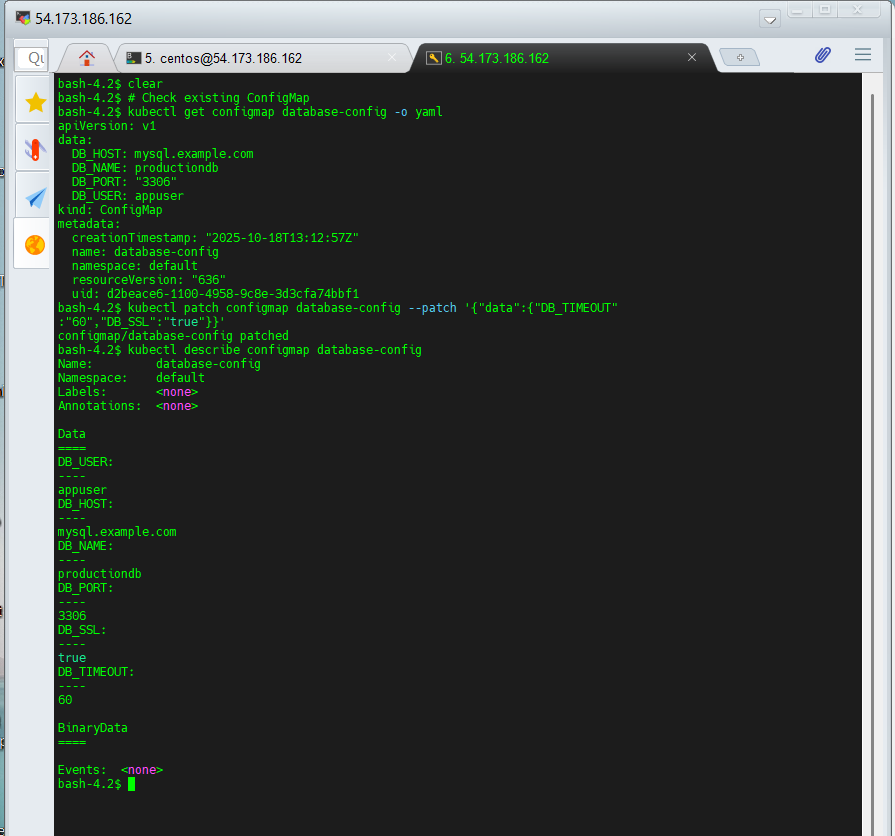 54.173.186.162
Qu
5. centos@54.173.186.162
6. 54.173.186.162
bash-4.2$ clear
bash-4.2$ # Check existing ConfigMap
bash-4.2$ kubectl get configmap database-config -o yaml
apiVersion: v1
data:
  DB_HOST: mysql.example.com
  DB_NAME: productiondb
  DB_PORT: "3306"
  DB_USER: appuser
kind: ConfigMap
metadata:
  creationTimestamp: "2025-10-18T13:12:57Z"
  name: database-config
  namespace: default
  resourceVersion: "636"
  uid: d2beace6-1100-4958-9c8e-3d3cfa74bbf1
bash-4.2$ kubectl patch configmap database-config --patch '{"data":{"DB_TIMEOUT"
:"60","DB_SSL":"true"}}'
configmap/database-config patched
bash-4.2$ kubectl describe configmap database-config
Name:         database-config
Namespace:    default
Labels:       <none>
Annotations:  <none>

Data
====
DB_USER:
----
appuser
DB_HOST:
----
mysql.example.com
DB_NAME:
----
productiondb
DB_PORT:
----
3306
DB_SSL:
----
true
DB_TIMEOUT:
----
60

BinaryData
====

Events:  <none>
bash-4.2$